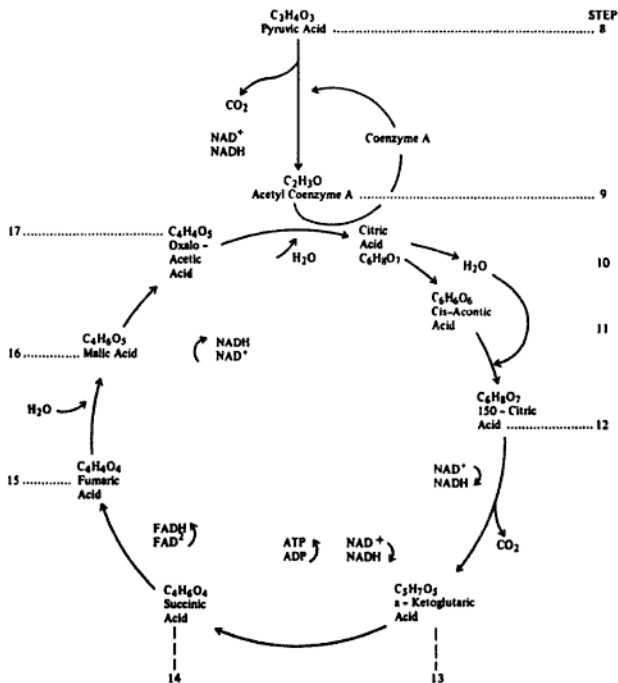 C3H4O3
Pyruvic Acid
STEP
8
CO2
NAD+
NADH
Coenzyme A
C2H3O
Acetyl Coenzyme A
9
17
C4H4O5
Oxalo -
Acetic
Acid
H2O
Citric
Acid
C6H8O7
H2O
10
C6H6O6
Cis-Acontic
Acid
11
16
C4H6O5
Malic Acid
NADH
NAD+
H2O
C6H8O7
150 - Citric
Acid
12
15
C4H4O4
Fumaric
Acid
NAD+
NADH
CO2
FADH
FAD2
ATP
ADP
NAD+
NADH
C4H6O4
Succinic
Acid
C5H7O5
a - Ketoglutaric
Acid
14
13